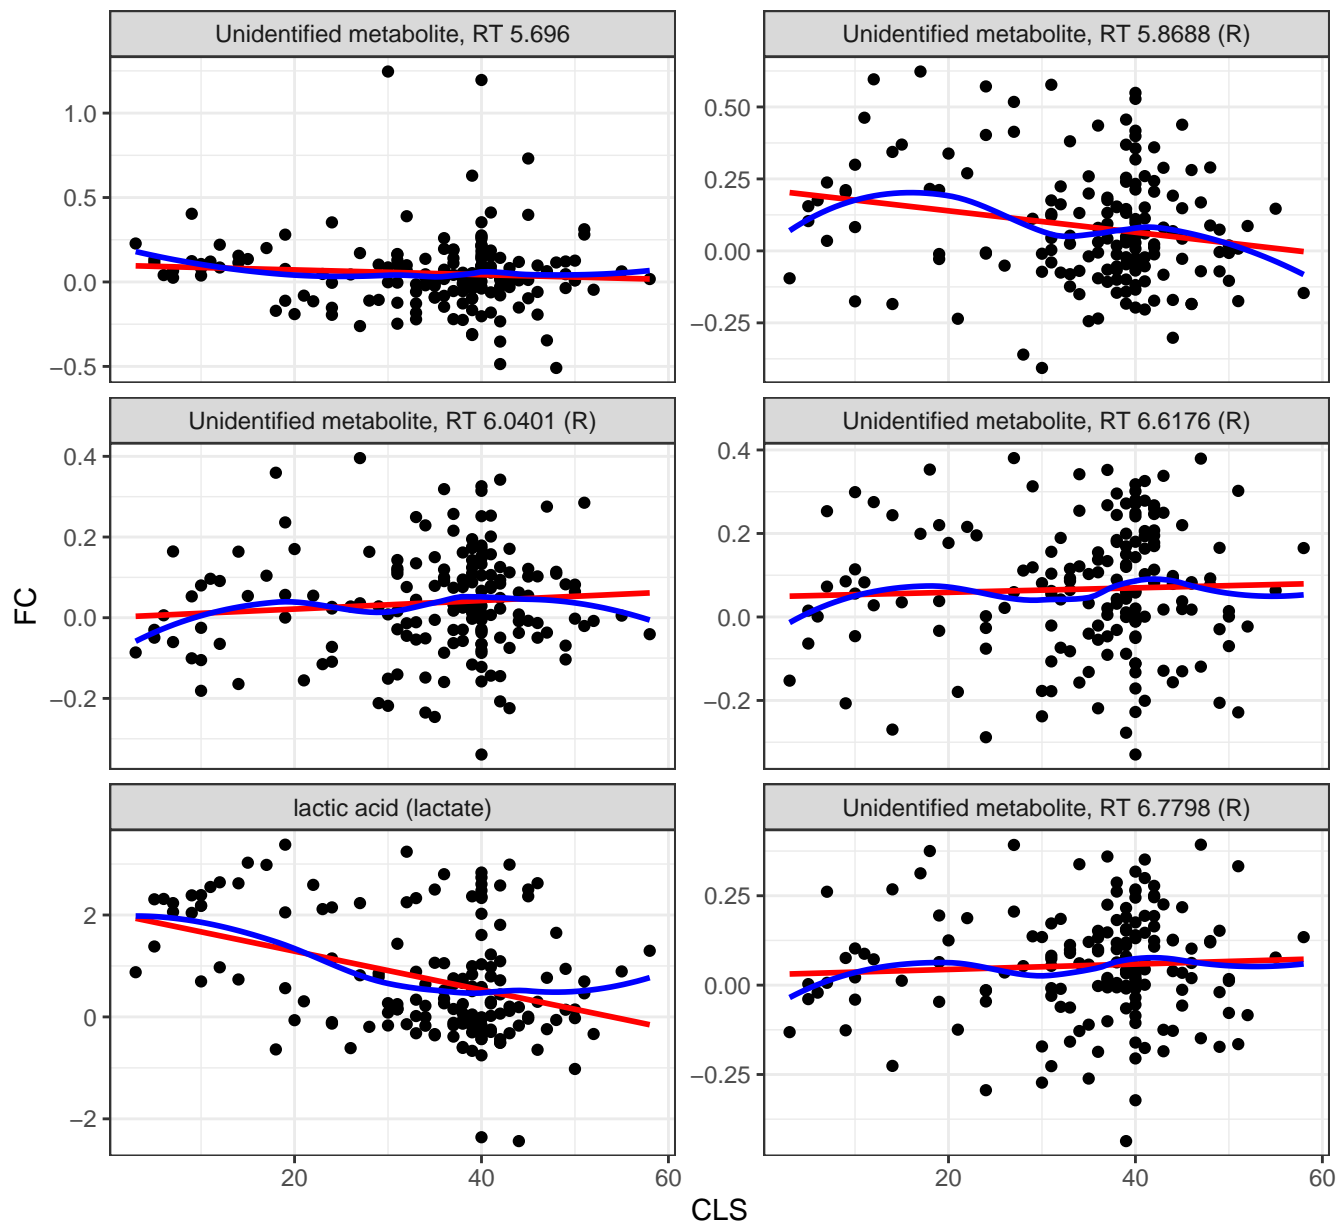 Unidentified metabolite, RT 5.696
Unidentified metabolite, RT 5.8688 (R)
1.0
0.5
0.0
−0.5
0.50
0.25
0.00
−0.25
Unidentified metabolite, RT 6.0401 (R)
Unidentified metabolite, RT 6.6176 (R)
0.4
0.2
0.0
−0.2
0.4
0.2
0.0
−0.2
FC
lactic acid (lactate)
Unidentified metabolite, RT 6.7798 (R)
2
0
−2
0.25
0.00
−0.25
20 40 60
20 40 60
CLS